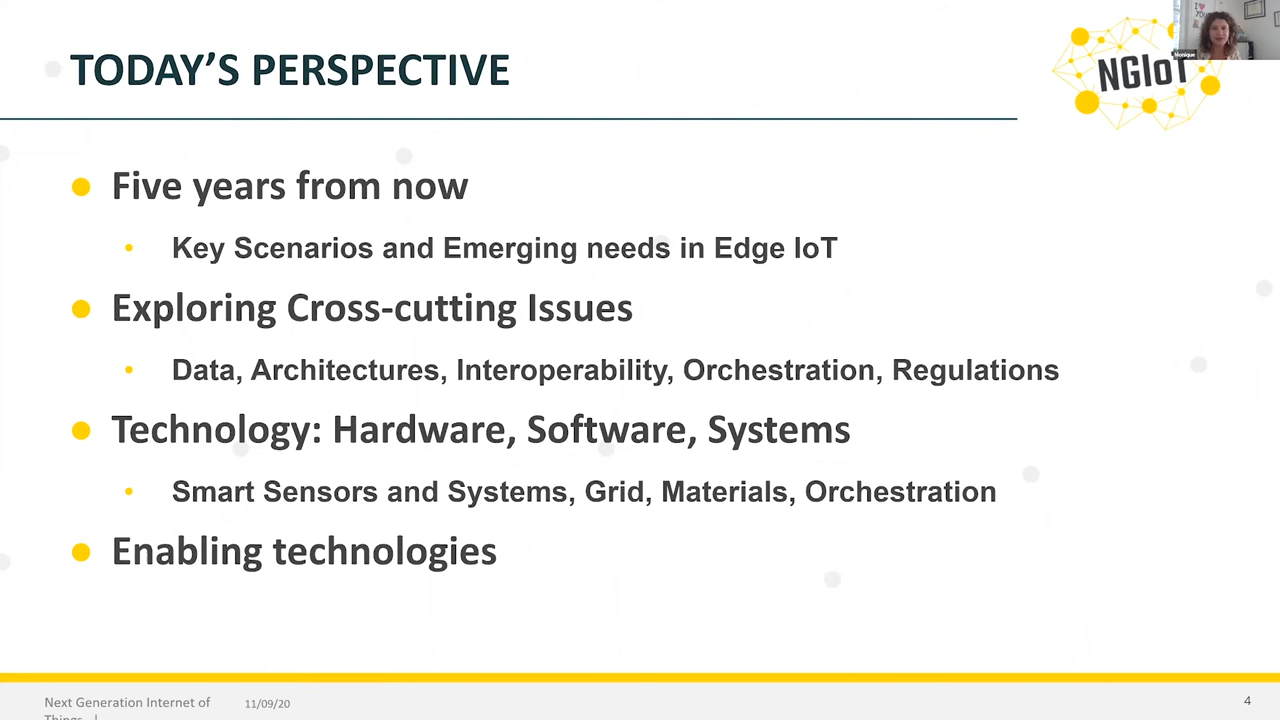 TODAY'S PERSPECTIVE
NGIoT
Monique
Five years from now
Key Scenarios and Emerging needs in Edge IoT
Exploring Cross-cutting Issues
Data, Architectures, Interoperability, Orchestration, Regulations
Technology: Hardware, Software, Systems
Smart Sensors and Systems, Grid, Materials, Orchestration
Enabling technologies
Next Generation Internet of
Things |
11/09/20
4